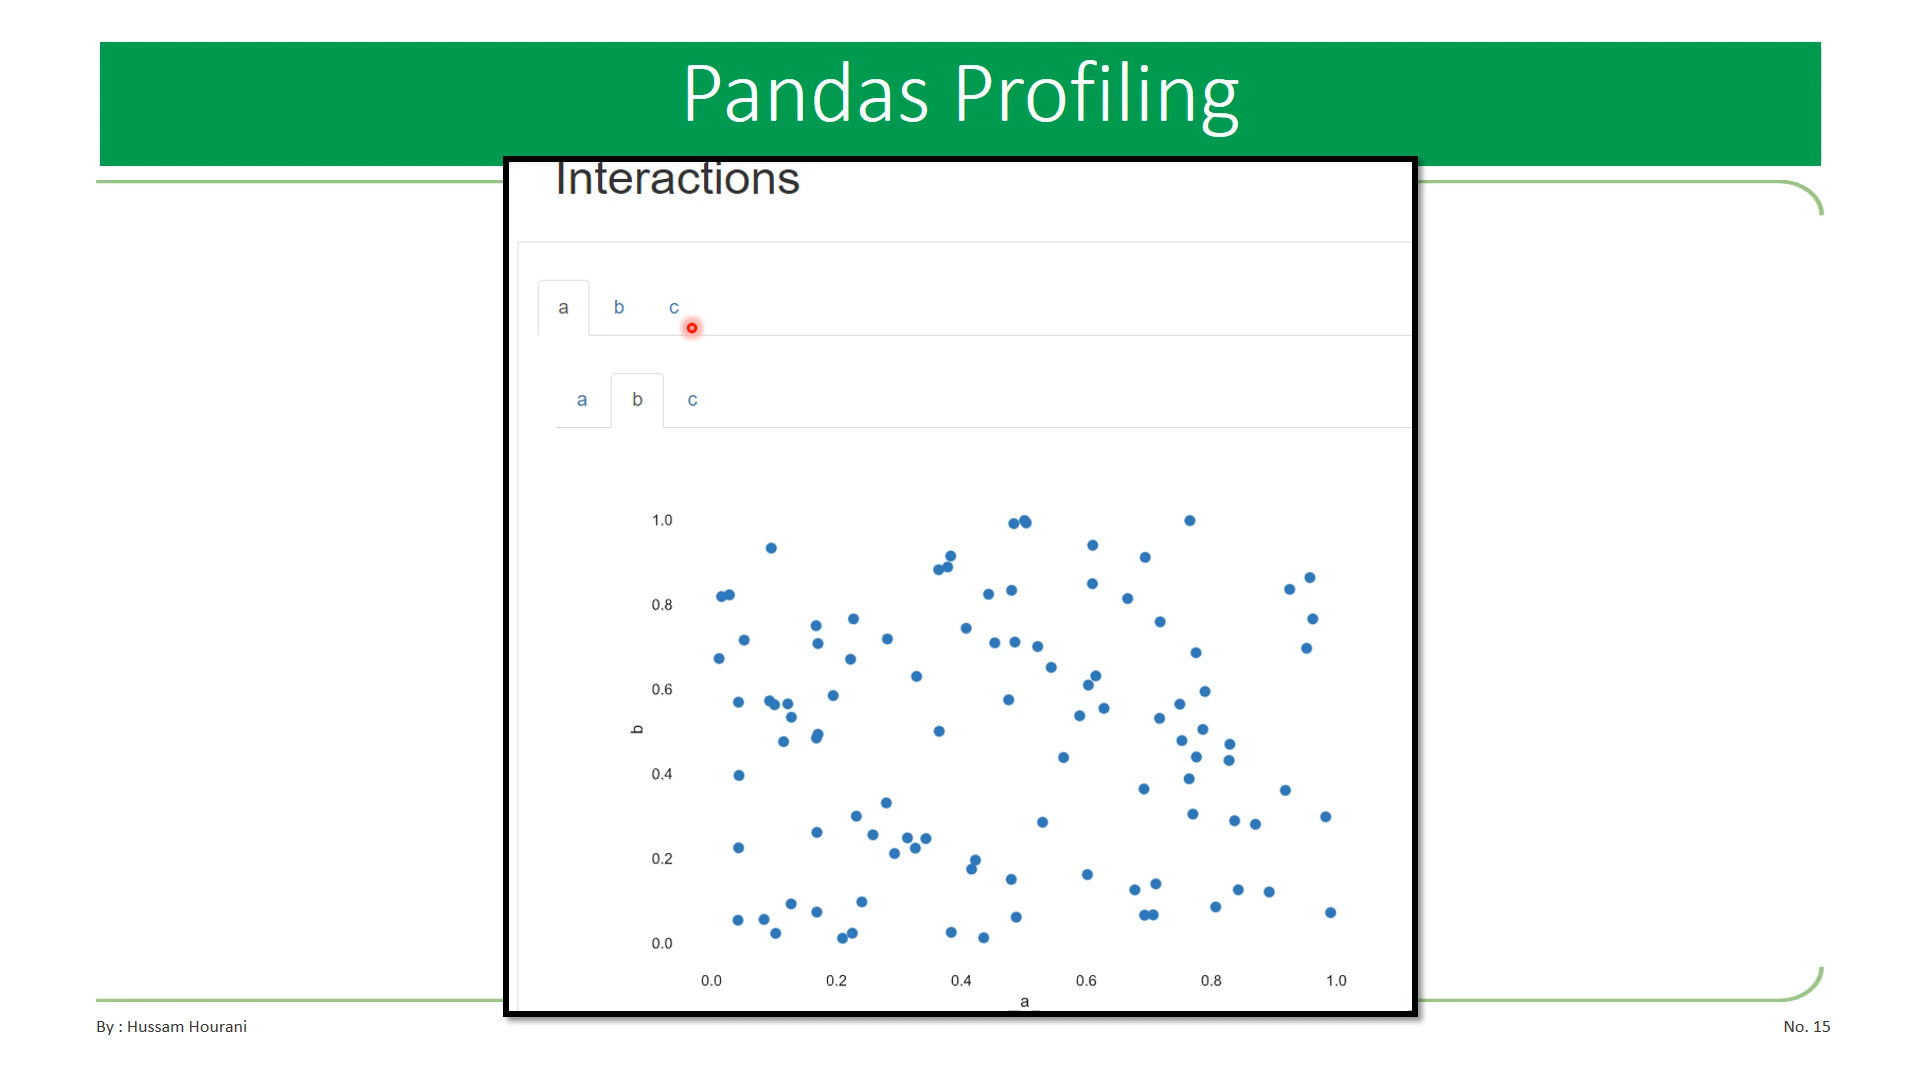 Pandas Profiling
Interactions
a b c
a b c
1.0
0.8
0.6
b
0.4
0.2
0.0
0.0 0.2 0.4 0.6 0.8 1.0
a
By : Hussam Hourani
No. 15